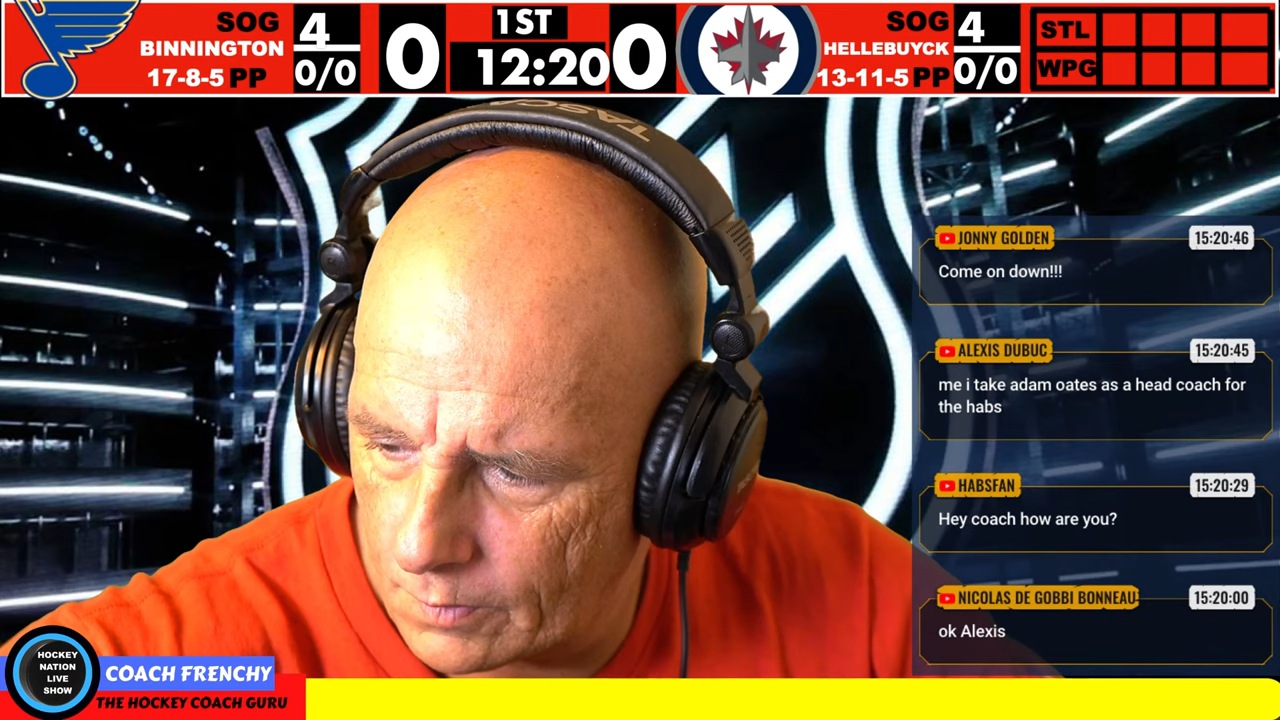 SOG
4
BINNINGTON
17-8-5 PP
0/0
0
1ST
12:20
0
SOG
4
HELLEBUYCK
13-11-5 PP
0/0
STL
WPG
TASC
JONNY GOLDEN
15:20:46
Come on down!!!
ALEXIS DUBUC
15:20:45
me i take adam oates as a head coach for
the habs
HABSFAN
15:20:29
Hey coach how are you?
NICOLAS DE GOBBI BONNEAU
15:20:00
ok Alexis
HOCKEY
NATION
LIVE
SHOW
COACH FRENCHY
THE HOCKEY COACH GURU